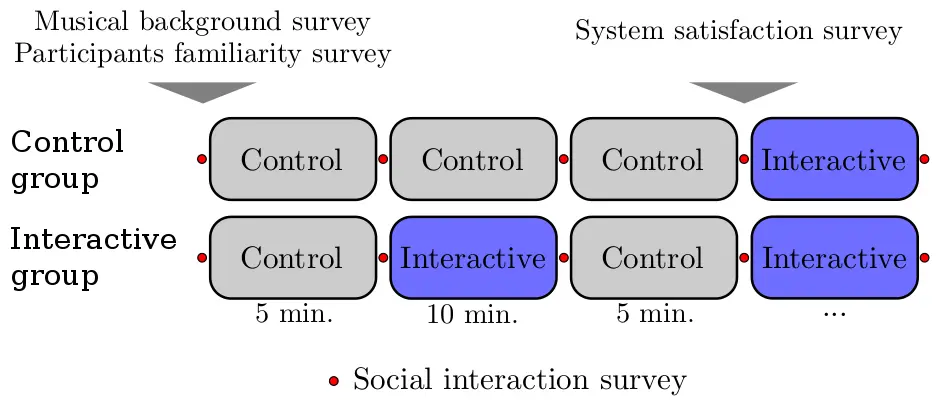 Musical background survey
Participants familiarity survey
System satisfaction survey
Control
group
Control
Control
Control
Interactive
Interactive
group
Control
Interactive
Control
Interactive
5 min.
10 min.
5 min.
...
Social interaction survey